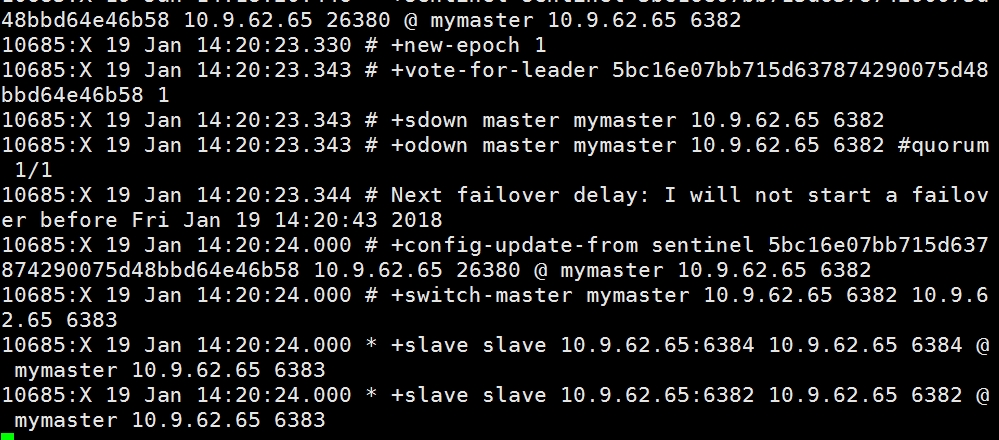 48bbd64e46b58 10.9.62.65 26380 @ mymaster 10.9.62.65 6382
10685:X 19 Jan 14:20:23.330 # +new-epoch 1
10685:X 19 Jan 14:20:23.343 # +vote-for-leader 5bc16e07bb715d637874290075d48
bbd64e46b58 1
10685:X 19 Jan 14:20:23.343 # +sdown master mymaster 10.9.62.65 6382
10685:X 19 Jan 14:20:23.343 # +odown master mymaster 10.9.62.65 6382 #quorum
1/1
10685:X 19 Jan 14:20:23.344 # Next failover delay: I will not start a failov
er before Fri Jan 19 14:20:43 2018
10685:X 19 Jan 14:20:24.000 # +config-update-from sentinel 5bc16e07bb715d637
874290075d48bbd64e46b58 10.9.62.65 26380 @ mymaster 10.9.62.65 6382
10685:X 19 Jan 14:20:24.000 # +switch-master mymaster 10.9.62.65 6382 10.9.6
2.65 6383
10685:X 19 Jan 14:20:24.000 * +slave slave 10.9.62.65:6384 10.9.62.65 6384 @
mymaster 10.9.62.65 6383
10685:X 19 Jan 14:20:24.000 * +slave slave 10.9.62.65:6382 10.9.62.65 6382 @
mymaster 10.9.62.65 6383